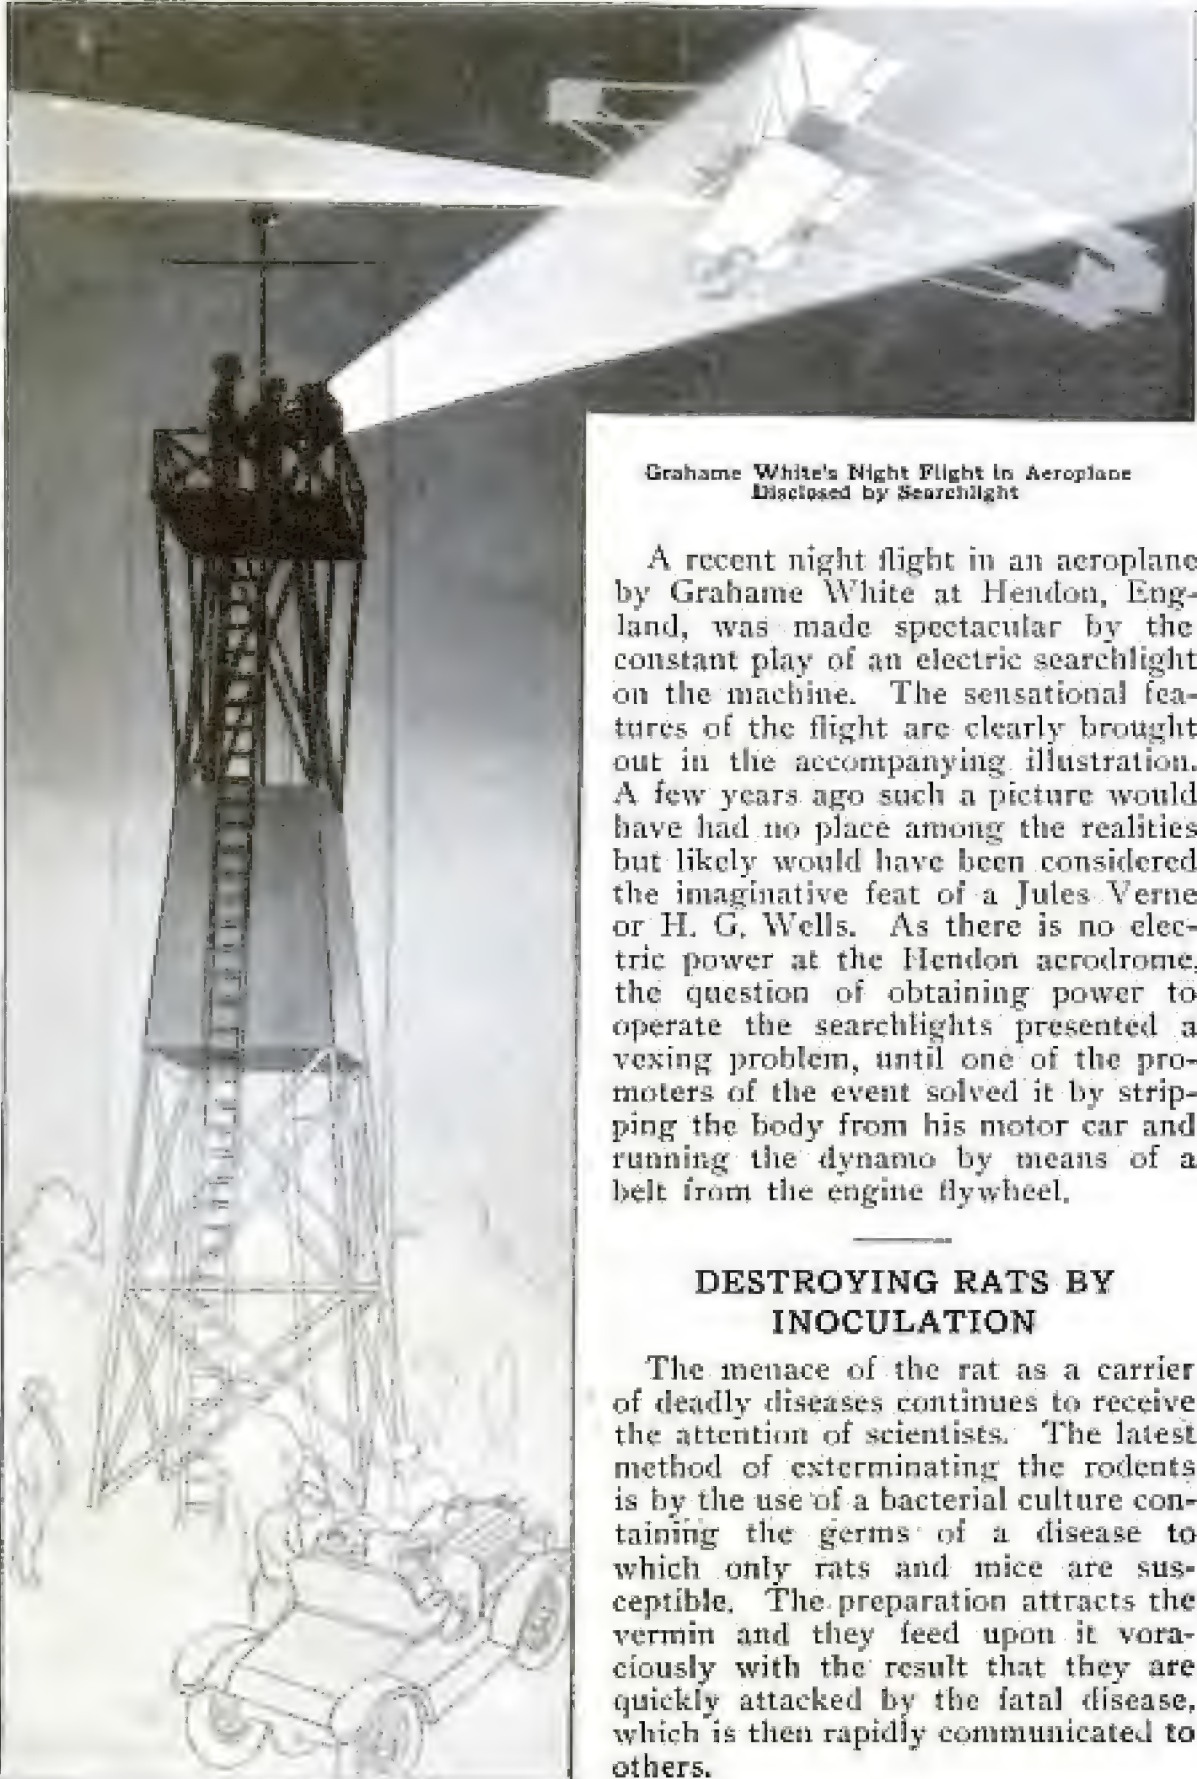 Grahame White's Night Flight in Aeroplane
Disclosed by Searchlight
A recent night flight in an aeroplane
by Grahame White at Hendon, Eng-
land, was made spectacular by the
constant play of an electric searchlight
on the machine. The sensational fea-
tures of the flight are clearly brought
out in the accompanying illustration.
A few years ago such a picture would
have had no place among the realities
but likely would have been considered
the imaginative feat of a Jules Verne
or H. G. Wells. As there is no elec-
tric power at the Hendon aerodrome,
the question of obtaining power to
operate the searchlights presented a
vexing problem, until one of the pro-
moters of the event solved it by strip-
ping the body from his motor car and
running the dynamo by means of a
belt from the engine flywheel.
DESTROYING RATS BY
INOCULATION
The menace of the rat as a carrier
of deadly diseases continues to receive
the attention of scientists. The latest
method of exterminating the rodents
is by the use of a bacterial culture con-
taining the germs of a disease to
which only rats and mice are sus-
ceptible. The preparation attracts the
vermin and they feed upon it vora-
ciously with the result that they are
quickly attacked by the fatal disease,
which is then rapidly communicated to
others.